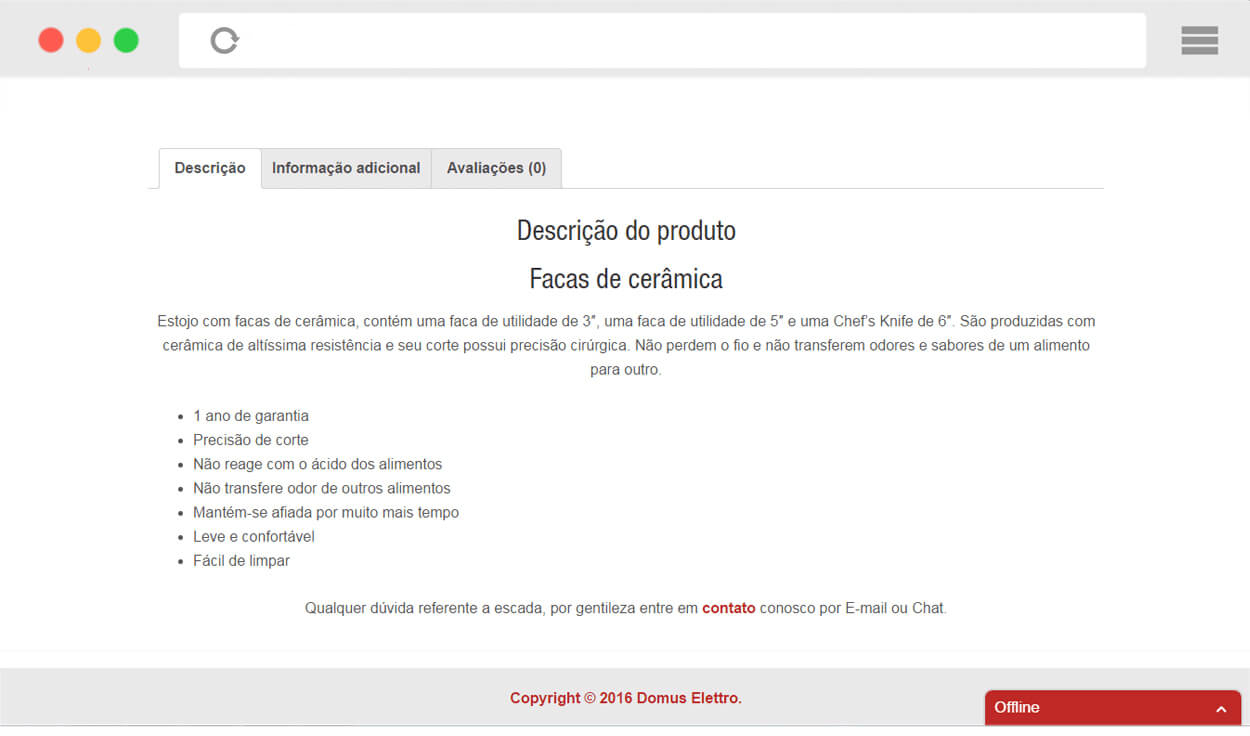 Descrição Informação adicional Avaliações (0)
Descrição do produto
Facas de cerâmica
Estojo com facas de cerâmica, contém uma faca de utilidade de 3″, uma faca de utilidade de 5″ e uma Chef’s Knife de 6″. São produzidas com
cerâmica de altíssima resistência e seu corte possui precisão cirúrgica. Não perdem o fio e não transferem odores e sabores de um alimento
para outro.
• 1 ano de garantia
• Precisão de corte
• Não reage com o ácido dos alimentos
• Não transfere odor de outros alimentos
• Mantém-se afiada por muito mais tempo
• Leve e confortável
• Fácil de limpar
Qualquer dúvida referente a escada, por gentileza entre em contato conosco por E-mail ou Chat.
Copyright © 2016 Domus Elettro.
Offline